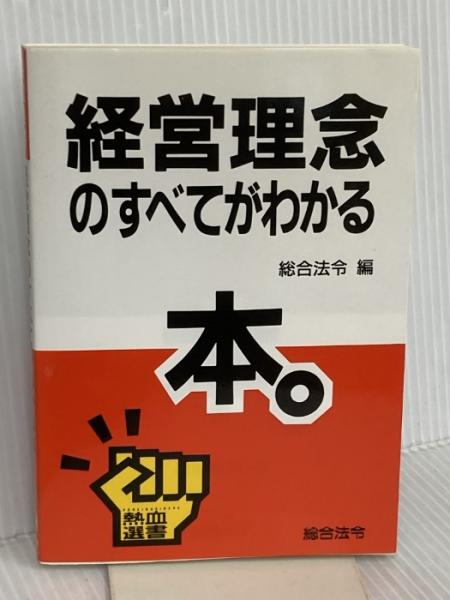 経営理念
のすべてがわかる
総合法令 編
本。
熱血
選書
総合法令